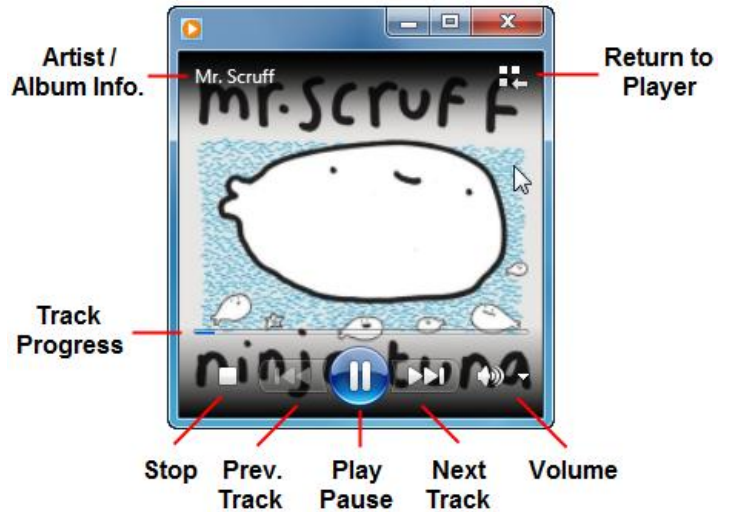 Artist /
Album Info.
Mr. Scruff
Return to
Player
mr.scruff
Track
Progress
ninja tuna
Stop
Prev.
Track
Play
Pause
Next
Track
Volume